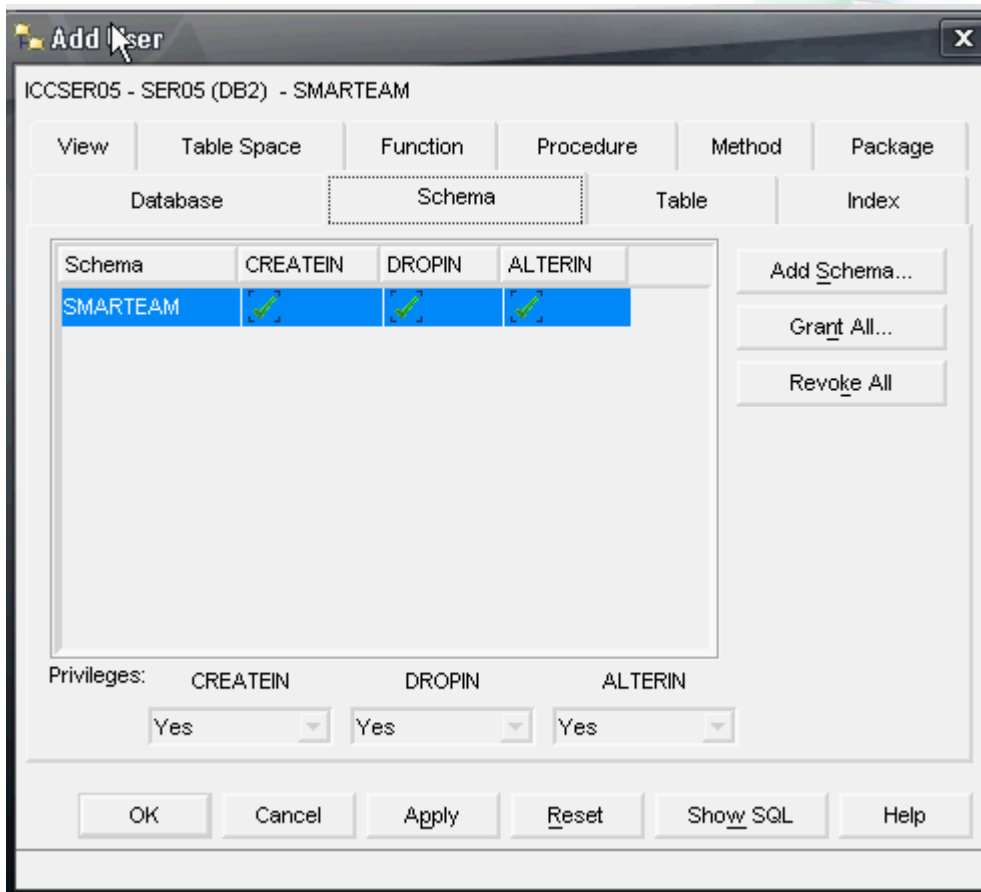 Add User
ICCSER05 - SER05 (DB2) - SMARTEAM
View Table Space Function Procedure Method Package
Database Schema Table Index
Schema CREATEIN DROPIN ALTERIN
SMARTEAM
Add Schema...
Grant All...
Revoke All
Privileges: CREATEIN DROPIN ALTERIN
Yes Yes Yes
OK Cancel Apply Reset Show SQL Help